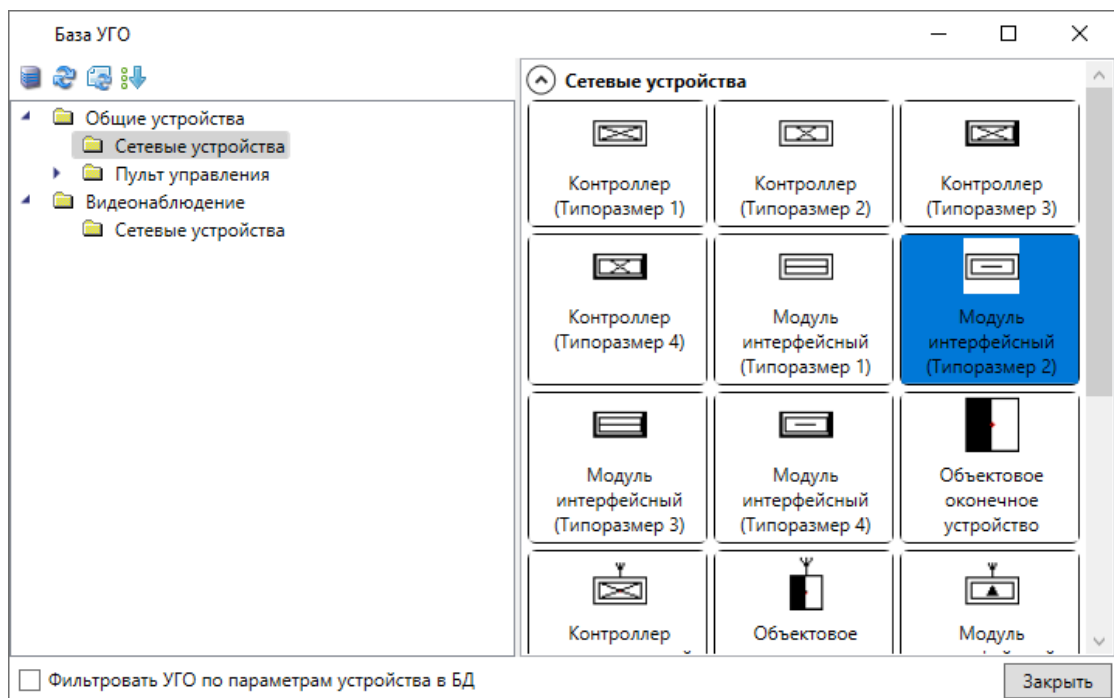 База УГО
Общие устройства
Сетевые устройства
Пульт управления
Видеонаблюдение
Сетевые устройства
Сетевые устройства
Контроллер
(Типоразмер 1)
Контроллер
(Типоразмер 2)
Контроллер
(Типоразмер 3)
Контроллер
(Типоразмер 4)
Модуль
интерфейсный
(Типоразмер 1)
Модуль
интерфейсный
(Типоразмер 2)
Модуль
интерфейсный
(Типоразмер 3)
Модуль
интерфейсный
(Типоразмер 4)
Объектовое
оконечное
устройство
Контроллер
Объектовое
Модуль
Фильтровать УГО по параметрам устройства в БД
Закрыть